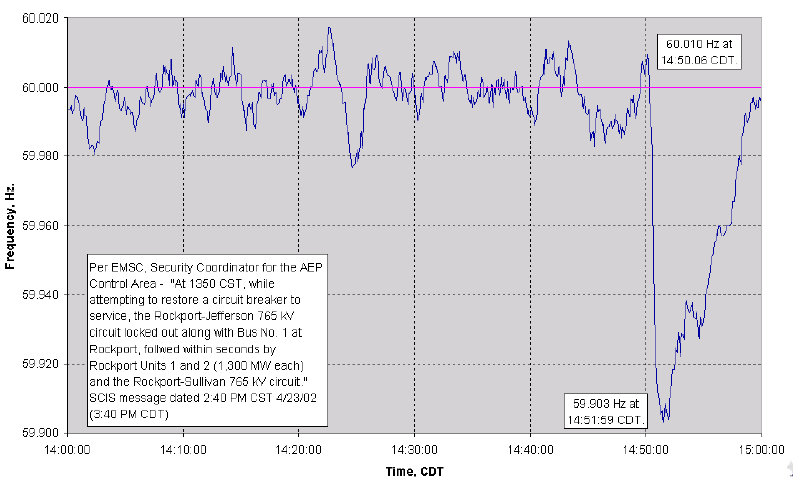 60.020
60.000
59.980
59.960
59.940
59.920
59.900
Frequency, Hz.
60.010 Hz at
14:50.06 CDT.
Per EMSC, Security Coordinator for the AEP
Control Area - "At 1350 CST, while
attempting to restore a circuit breaker to
service, the Rockport-Jefferson 765 kV
circuit locked out along with Bus No. 1 at
Rockport, follwed within seconds by
Rockport Units 1 and 2 (1,300 MW each)
and the Rockport-Sullivan 765 kV circuit."
SCIS message dated 2:40 PM CST 4/23/02
(3:40 PM CDT)
59.903 Hz at
14:51:59 CDT.
14:00:00 14:10:00 14:20:00 14:30:00 14:40:00 14:50:00 15:00:00
Time, CDT